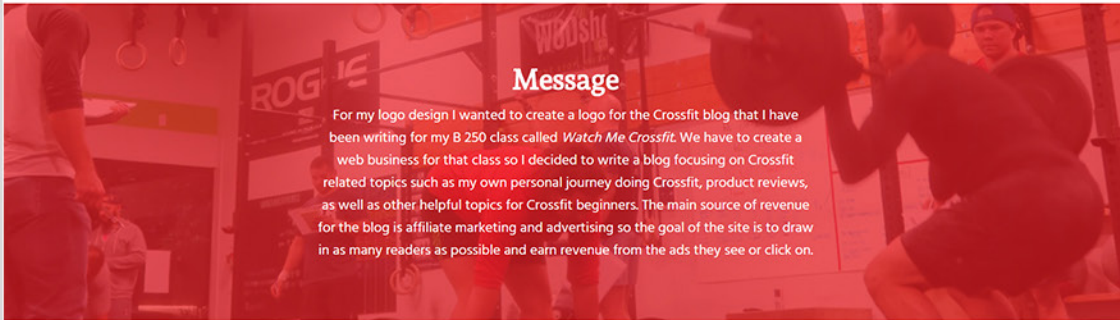 ROGUE
WODShop
Message
For my logo design I wanted to create a logo for the Crossfit blog that I have
been writing for my B 250 class called Watch Me Crossfit. We have to create a
web business for that class so I decided to write a blog focusing on Crossfit
related topics such as my own personal journey doing Crossfit, product reviews,
as well as other helpful topics for Crossfit beginners. The main source of revenue
for the blog is affiliate marketing and advertising so the goal of the site is to draw
in as many readers as possible and earn revenue from the ads they see or click on.